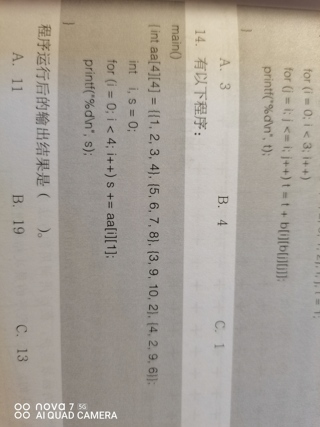 for (i = 0; i < 3; i++)
for (j = i; j <= i; j++) t = t + b[i][b[j][j]];
printf("%d\n", t);
}
A. 3 B. 4 C. 1
14. 有以下程序:
main()
{ int aa[4][4] = {{1, 2, 3, 4}, {5, 6, 7, 8}, {3, 9, 10, 2}, {4, 2, 9, 6}};
int i, s = 0;
for (i = 0; i < 4; i++) s += aa[i][1];
printf("%d\n", s);
}
程序运行后的输出结果是( )。
A. 11 B. 19 C. 13
nova 7 5G
AI QUAD CAMERA